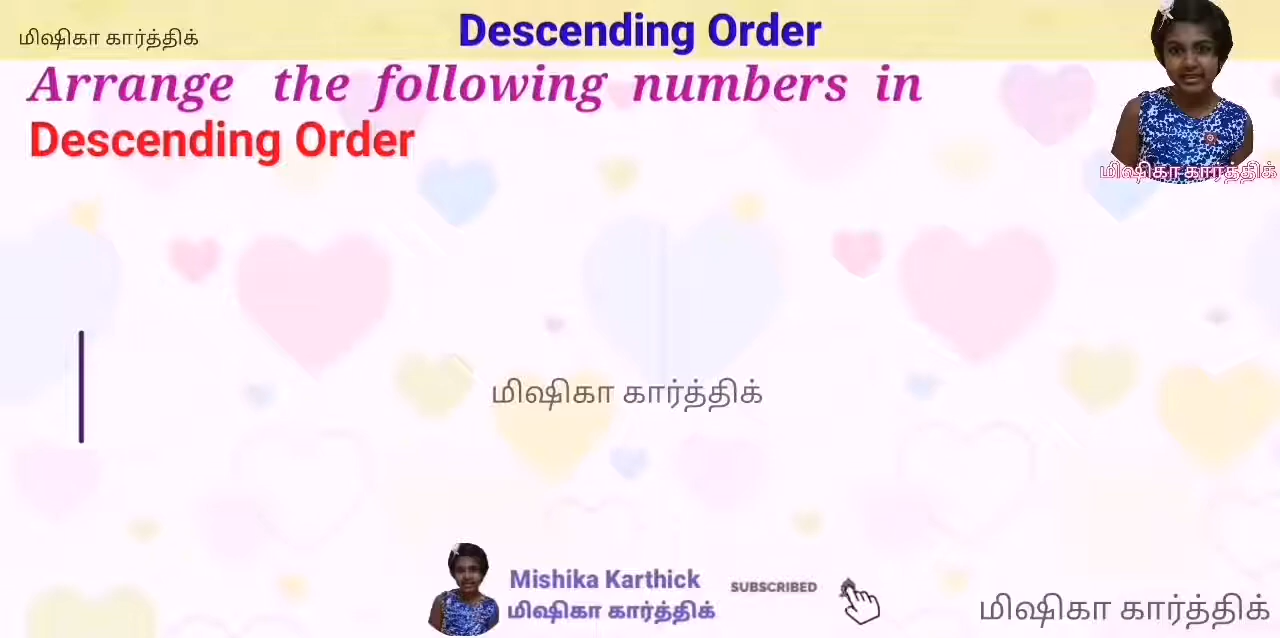 மிஷிகா கார்த்திக்
Descending Order
Arrange the following numbers in
Descending Order
மிஷிகா கார்த்திக்
மிஷிகா கார்த்திக்
Mishika Karthick
மிஷிகா கார்த்திக்
SUBSCRIBED
மிஷிகா கார்த்திக்